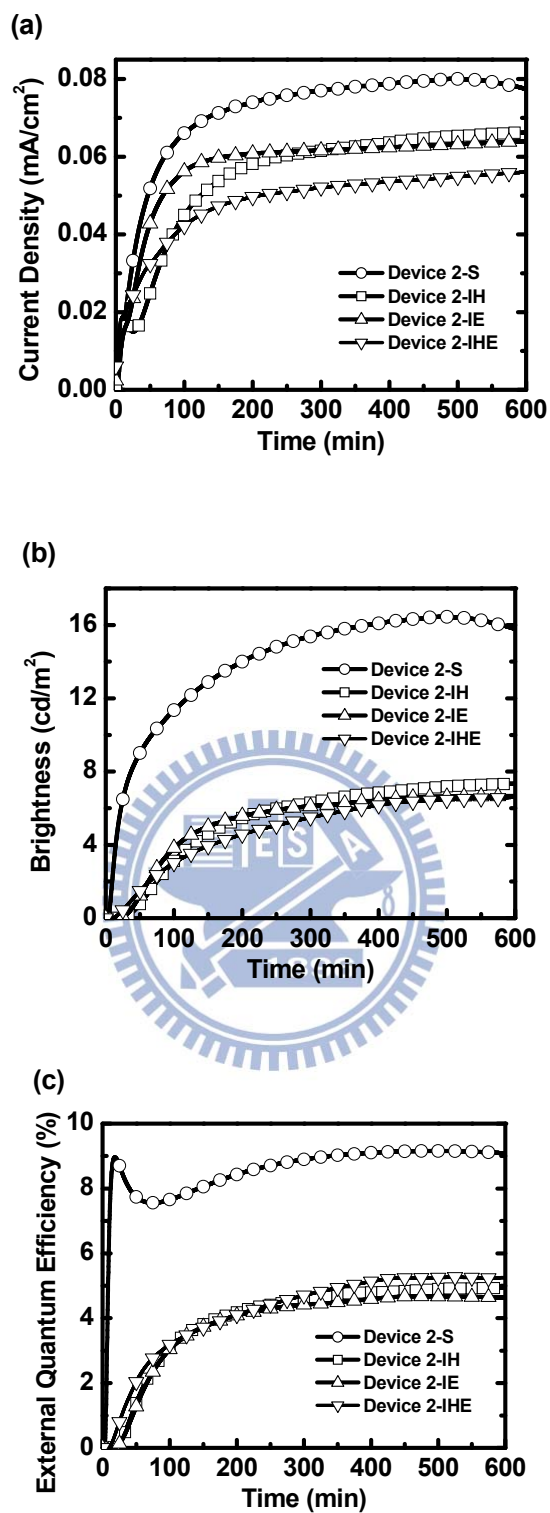 (a)
Current Density (mA/cm²)
0.08
0.06
0.04
0.02
0.00
Device 2-S
Device 2-IH
Device 2-IE
Device 2-IHE
0 100 200 300 400 500 600
Time (min)
(b)
Brightness (cd/m²)
16
12
8
4
0
Device 2-S
Device 2-IH
Device 2-IE
Device 2-IHE
E S A
0 100 200 300 400 500 600
Time (min)
(c)
External Quantum Efficiency (%)
10
8
6
4
2
0
Device 2-S
Device 2-IH
Device 2-IE
Device 2-IHE
0 100 200 300 400 500 600
Time (min)